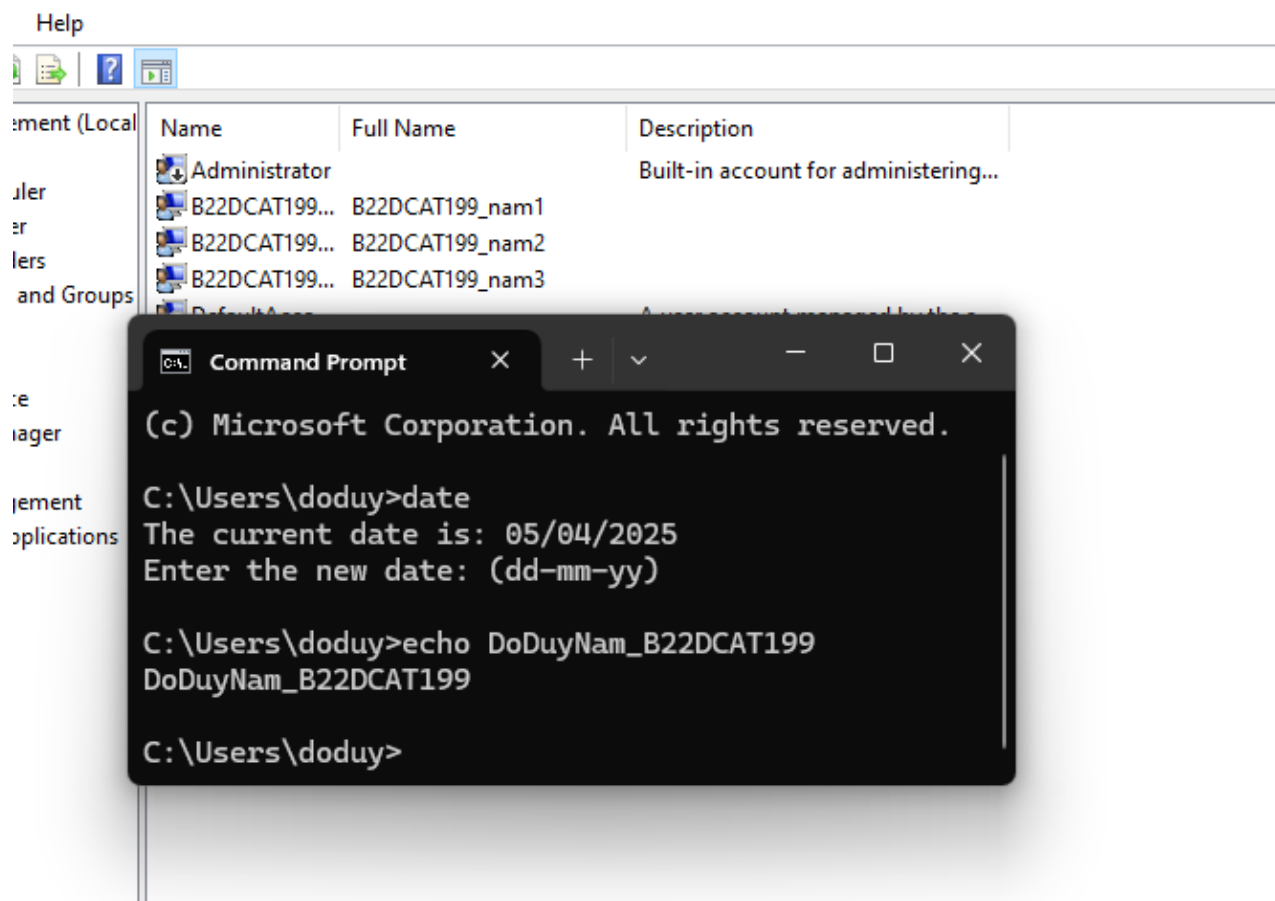 Help
ement (Local
Name Full Name Description
Administrator Built-in account for administering...
uler
B22DCAT199... B22DCAT199_nam1
er
B22DCAT199... B22DCAT199_nam2
lers
B22DCAT199... B22DCAT199_nam3
and Groups
Command Prompt
ce
nager
gement
pplications
(c) Microsoft Corporation. All rights reserved.
C:\Users\doduy>date
The current date is: 05/04/2025
Enter the new date: (dd-mm-yy)
C:\Users\doduy>echo DoDuyNam_B22DCAT199
DoDuyNam_B22DCAT199
C:\Users\doduy>